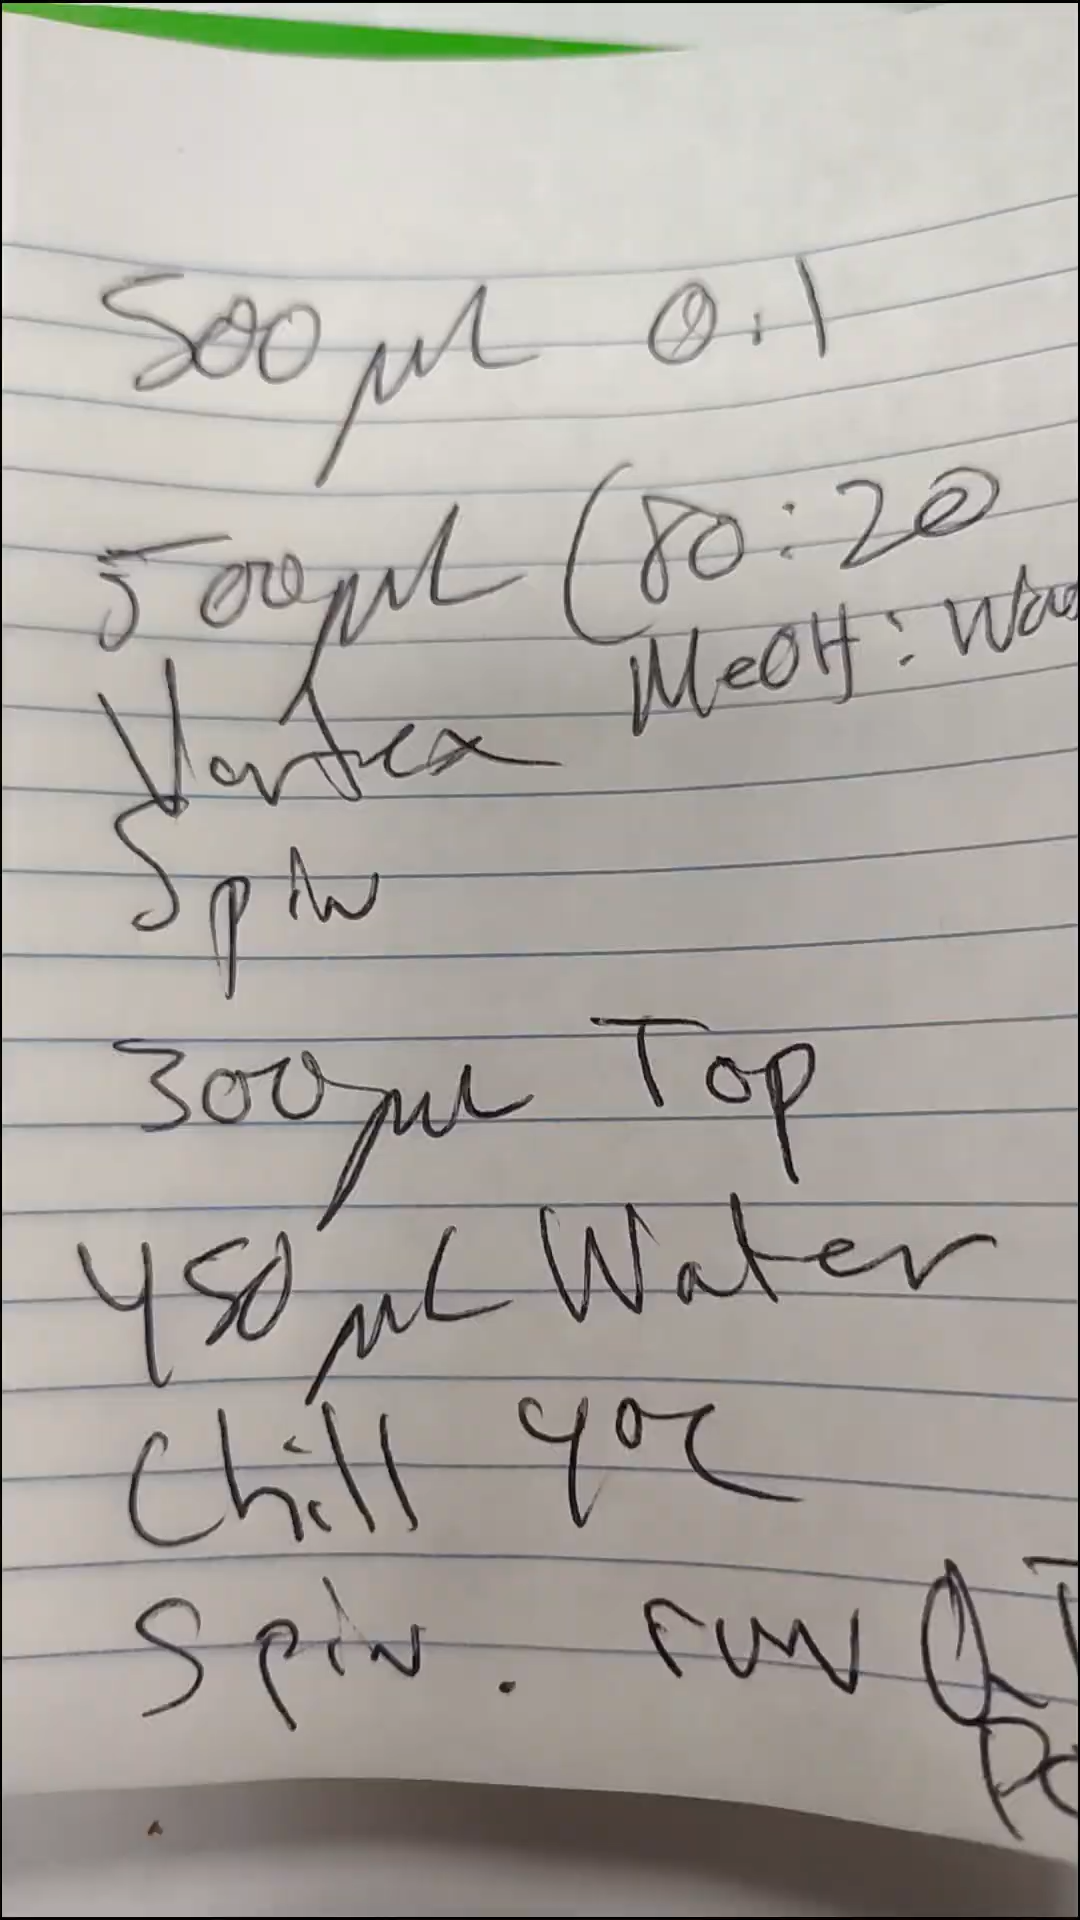 500 µL 0.1
500 µL (80:20
MeOH: Wa
Vortex
Spin
300 µL Top
450 µL Water
Chill 4°C
Spin. run Q